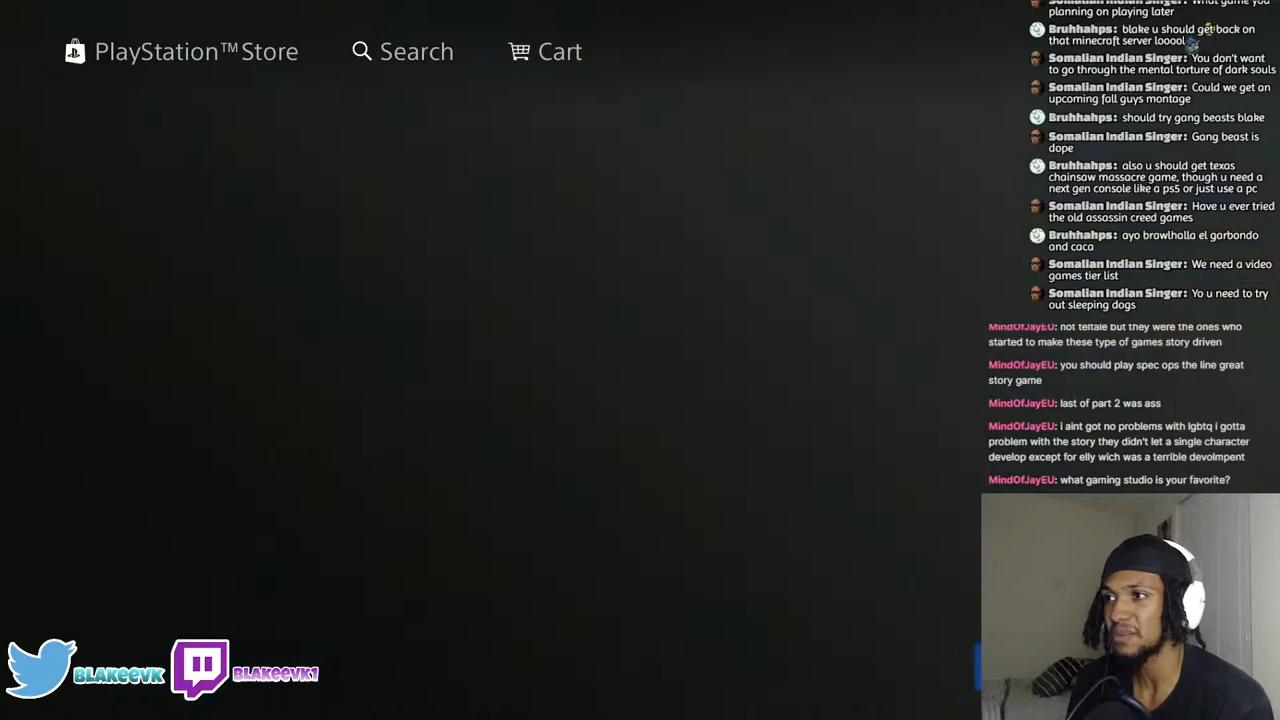 PlayStation™Store
Search
Cart
planning on playing later
Bruhhahps: blake u should get back on
that minecraft server looool
Somalian Indian Singer: You don't want
to go through the mental torture of dark souls
Somalian Indian Singer: Could we get an
upcoming fall guys montage
Bruhhahps: should try gang beasts blake
Somalian Indian Singer: Gang beast is
dope
Bruhhahps: also u should get texas
chainsaw massacre game, though u need a
next gen console like a ps5 or just use a pc
Somalian Indian Singer: Have u ever tried
the old assassin creed games
Bruhhahps: ayo brawlhalla el garbondo
and caca
Somalian Indian Singer: We need a video
games tier list
Somalian Indian Singer: Yo u need to try
out sleeping dogs
MindOfJayEU: not teltale but they were the ones who
started to make these type of games story driven
MindOfJayEU: you should play spec ops the line great
story game
MindOfJayEU: last of part 2 was ass
MindOfJayEU: i aint got no problems with lgbtq i gotta
problem with the story they didn't let a single character
develop except for elly wich was a terrible devolmpent
MindOfJayEU: what gaming studio is your favorite?
BLAKEEVK
BLAKEEVK1